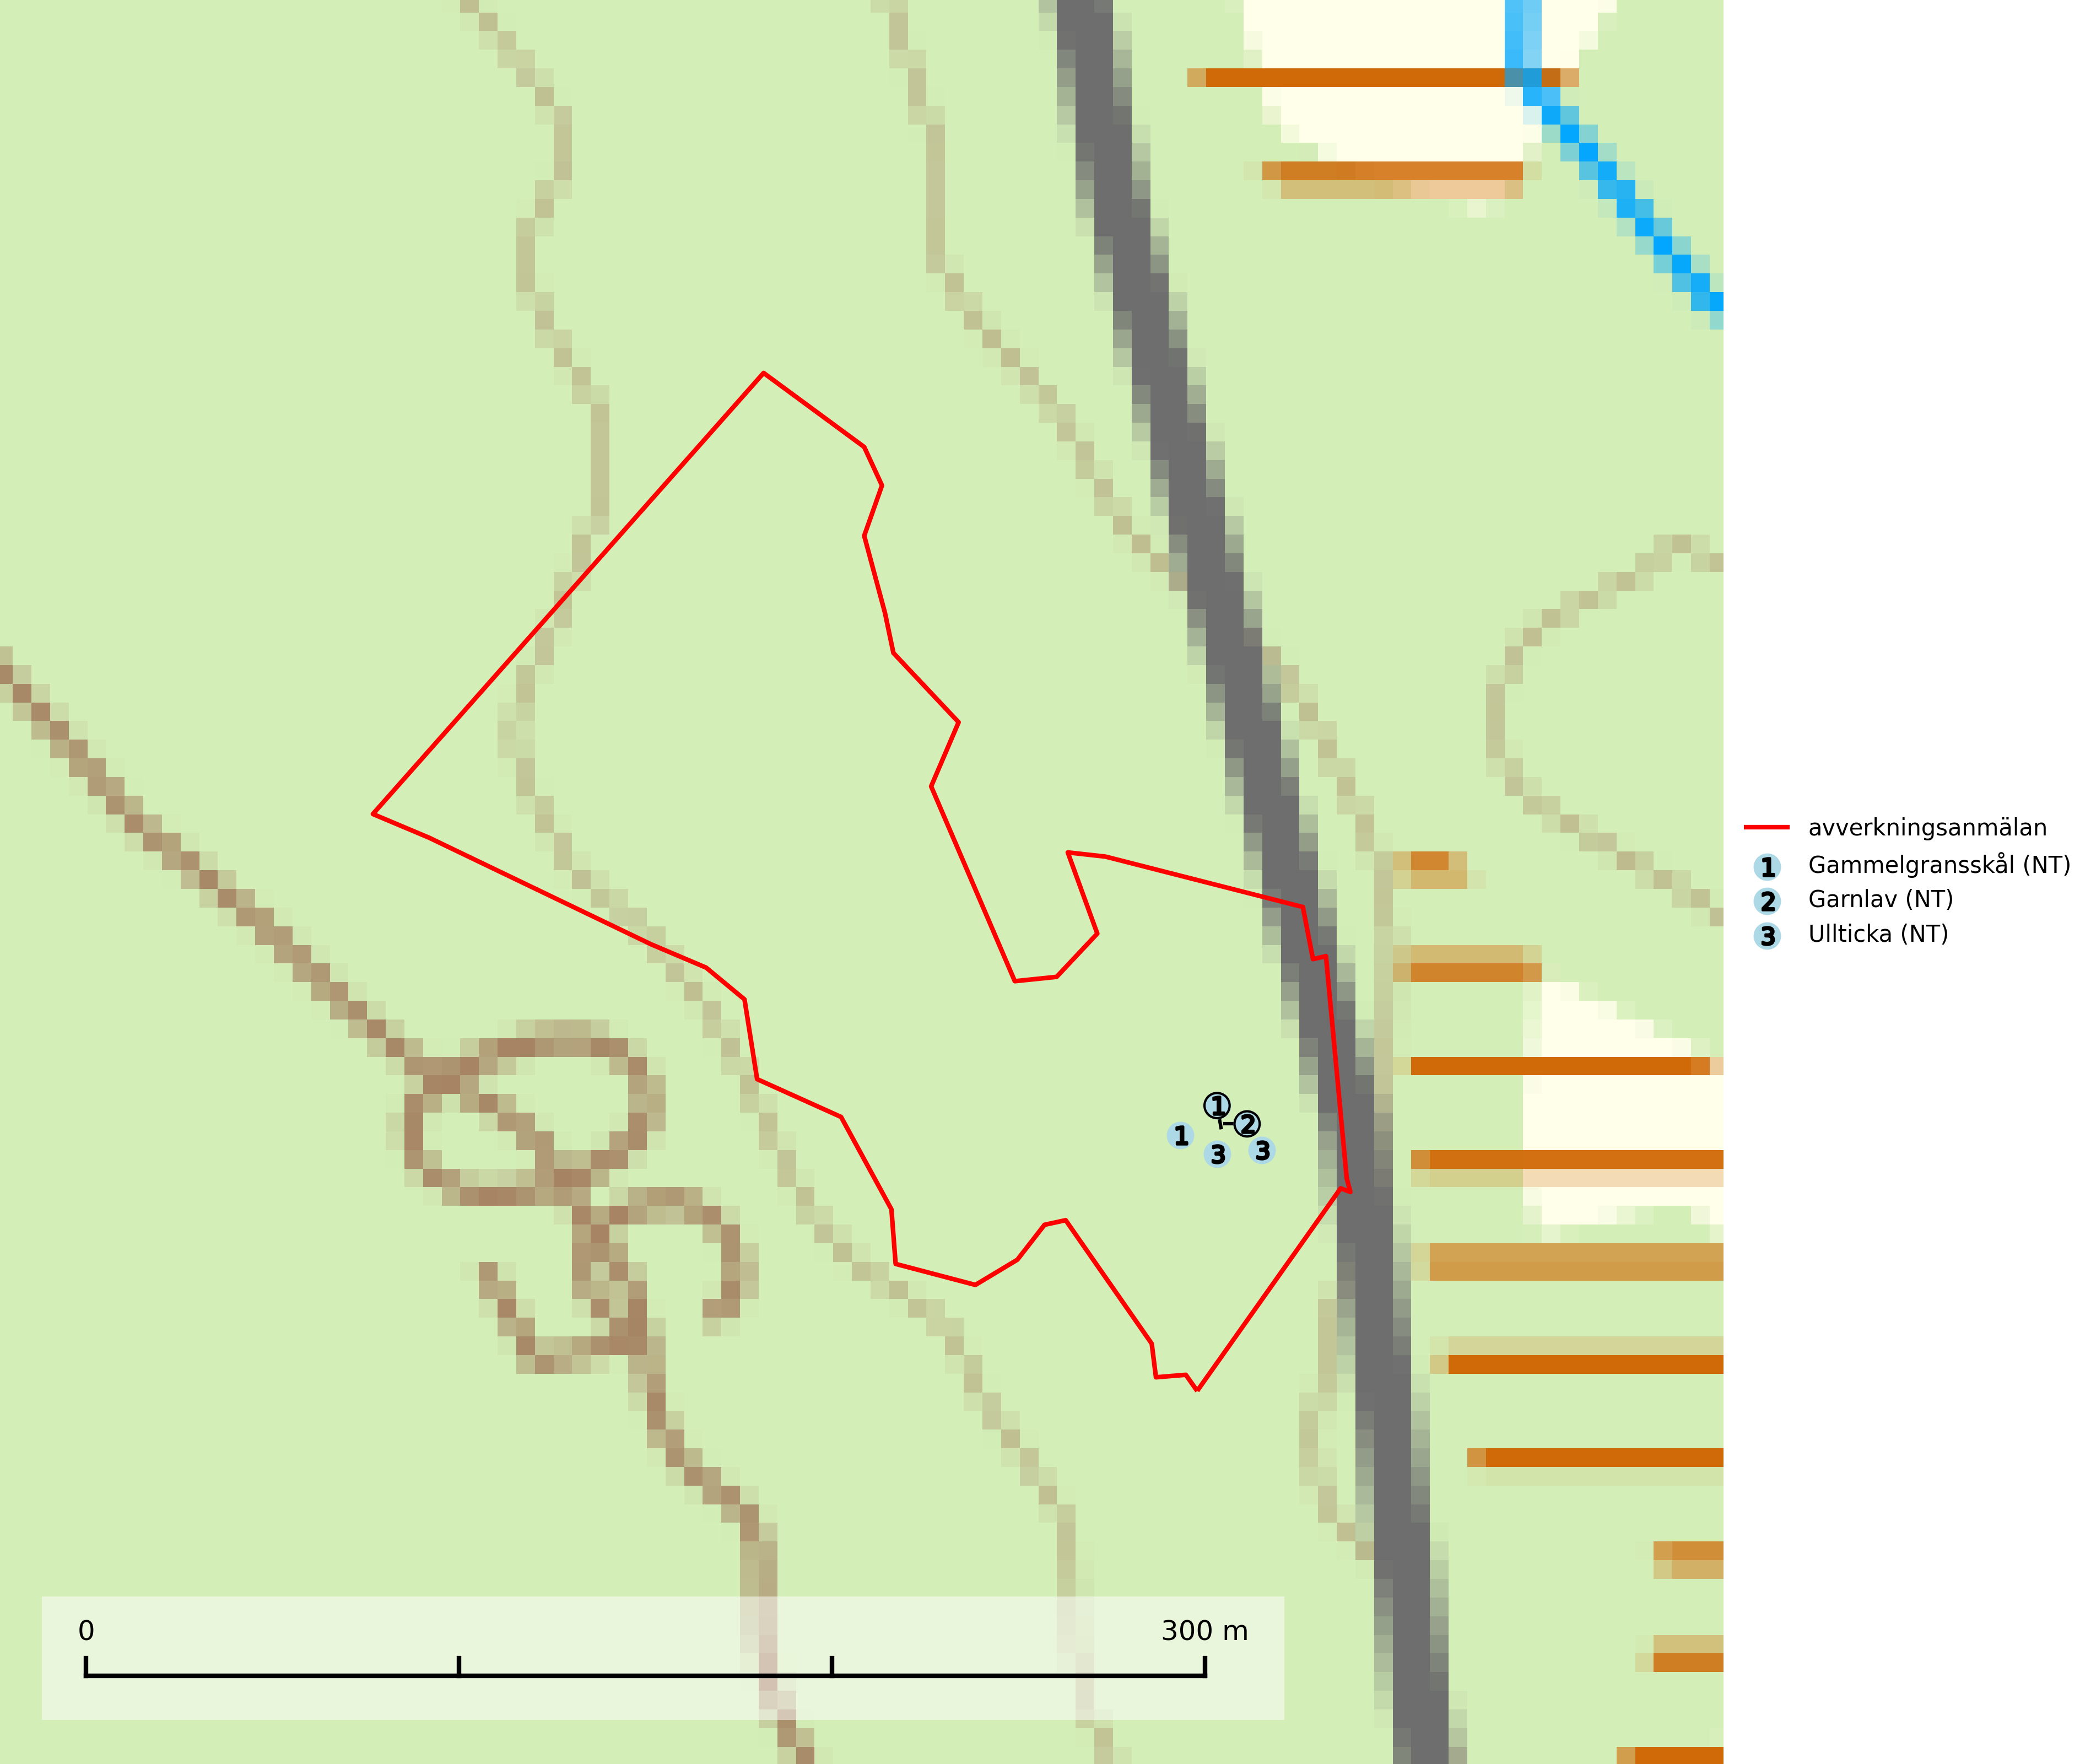 avverkningsanmälan
1 Gammelgransskål (NT)
2 Garnlav (NT)
3 Ullticka (NT)
1
2
1
3
3
0 300 m